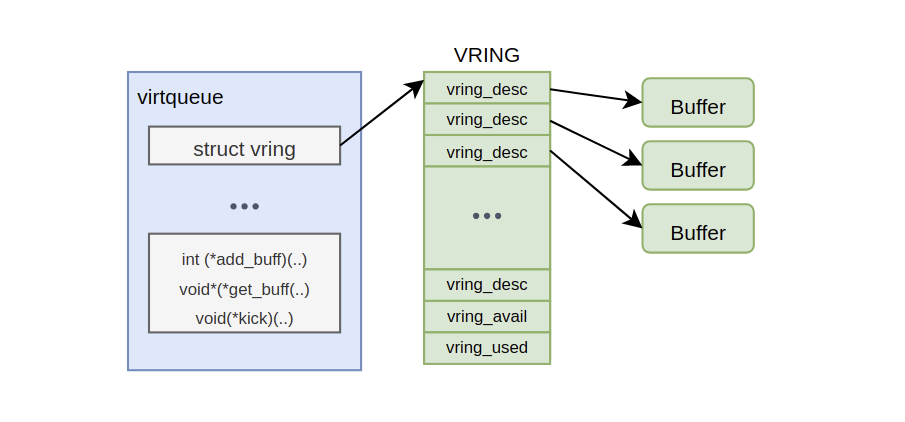 virtqueue
struct vring
...
int (*add_buff)(..)
void*(*get_buff(..)
void(*kick)(..)
VRING
vring_desc
vring_desc
vring_desc
...
vring_desc
vring_avail
vring_used
Buffer
Buffer
Buffer